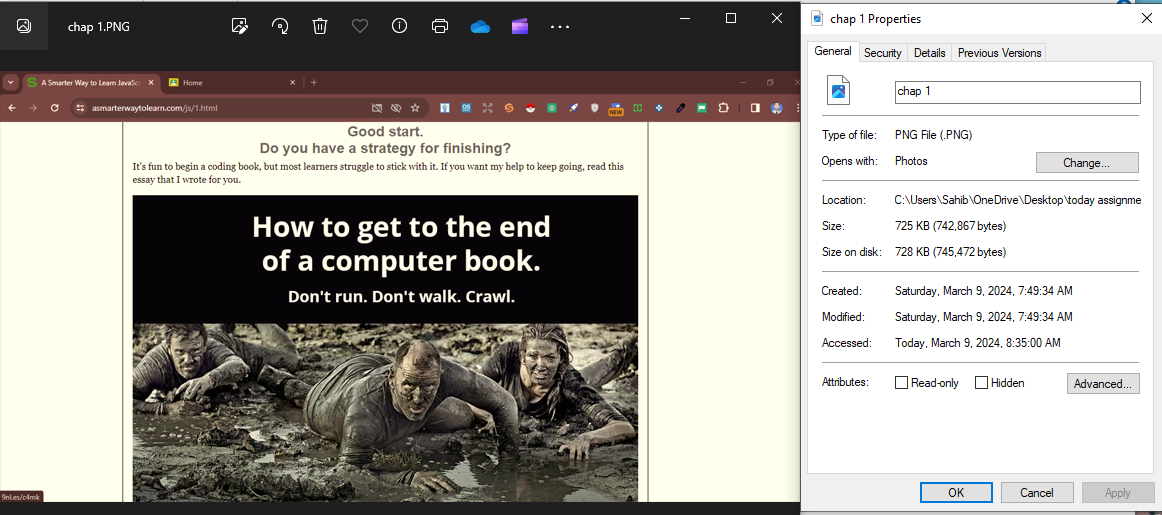 chap 1.PNG
A Smarter Way to Learn JavaSc
Home
asmarterwaytolearn.com/js/1.html
NEW
Good start.
Do you have a strategy for finishing?
It's fun to begin a coding book, but most learners struggle to stick with it. If you want my help to keep going, read this
essay that I wrote for you.
How to get to the end
of a computer book.
Don't run. Don't walk. Crawl.
9nl.es/c4mk
chap 1 Properties
General Security Details Previous Versions
chap 1
Type of file: PNG File (.PNG)
Opens with: Photos Change...
Location: C:\Users\Sahib\OneDrive\Desktop\today assignme
Size: 725 KB (742,867 bytes)
Size on disk: 728 KB (745,472 bytes)
Created: Saturday, March 9, 2024, 7:49:34 AM
Modified: Saturday, March 9, 2024, 7:49:34 AM
Accessed: Today, March 9, 2024, 8:35:00 AM
Attributes: Read-only Hidden Advanced...
OK Cancel Apply